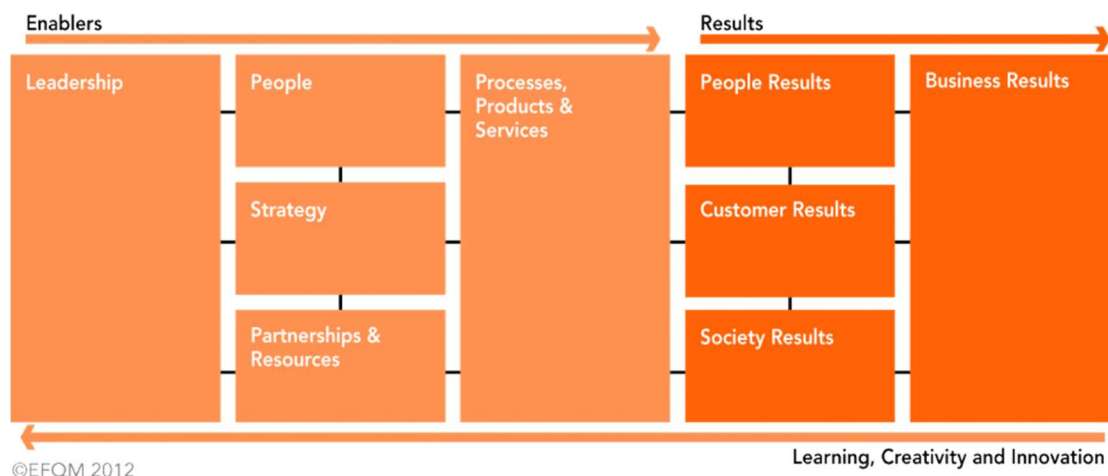 Enablers
Results
Leadership
People
Processes,
Products &
Services
People Results
Business Results
Strategy
Customer Results
Partnerships &
Resources
Society Results
Learning, Creativity and Innovation
©EFQM 2012